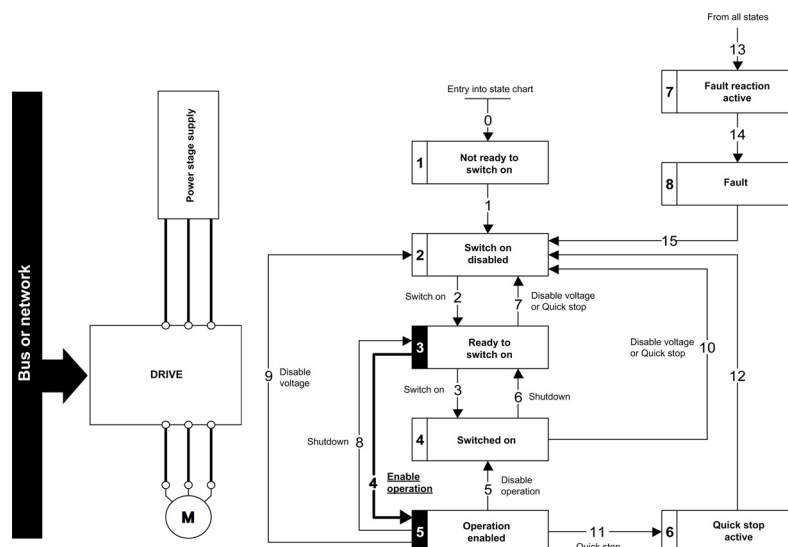 From all states
13
7
Fault reaction
active
14
8
Fault
15
Entry into state chart
0
1
Not ready to
switch on
1
2
Switch on
disabled
Switch on
2
7
Disable voltage
or Quick stop
3
Ready to
switch on
Switch on
3
6
Shutdown
Disable voltage
or Quick stop
10
12
9
Disable
voltage
Shutdown
8
4
Enable
operation
4
Switched on
5
Disable
operation
5
Operation
enabled
11
Quick stop
6
Quick stop
active
Bus or network
Power stage supply
DRIVE
M